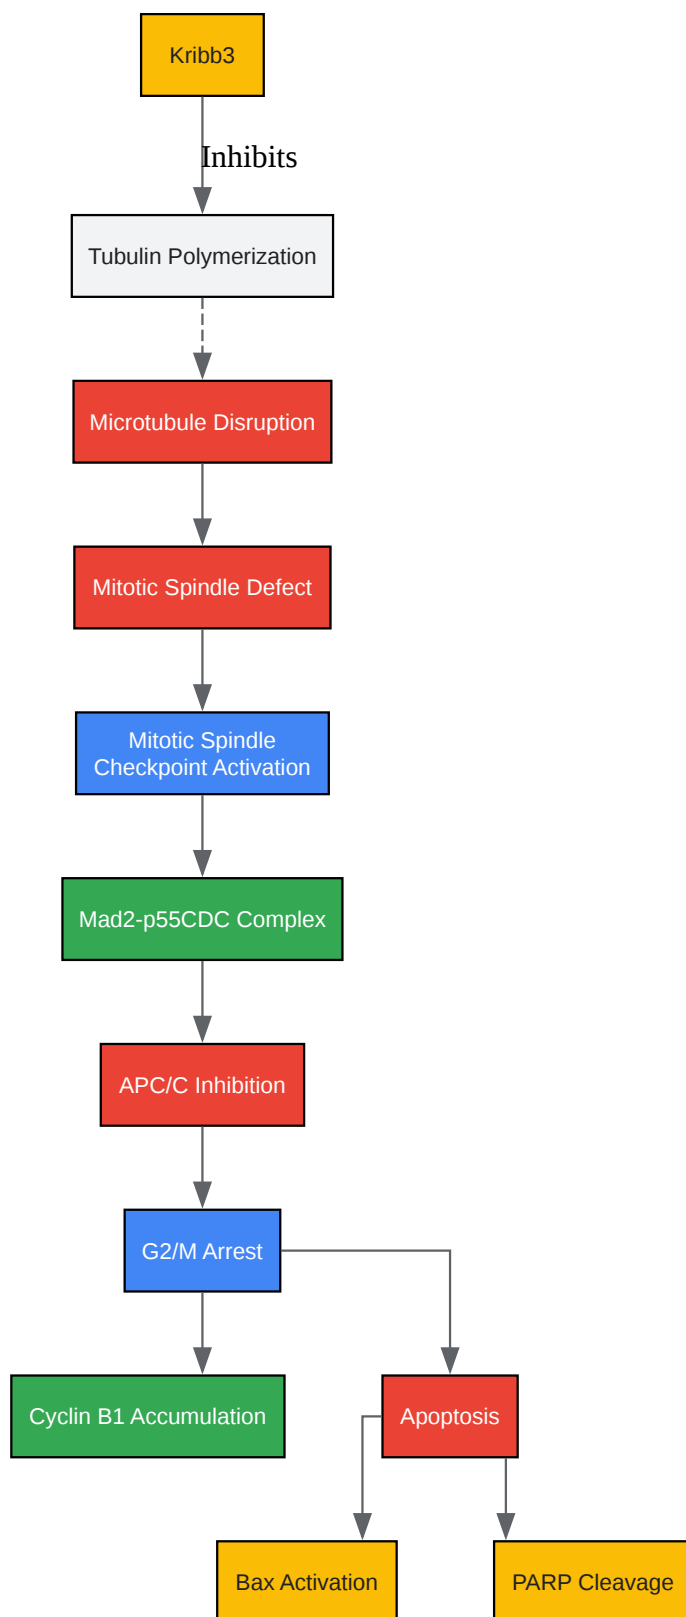 Kribb3
Inhibits
Tubulin Polymerization
Microtubule Disruption
Mitotic Spindle Defect
Mitotic Spindle
Checkpoint Activation
Mad2-p55CDC Complex
APC/C Inhibition
G2/M Arrest
Cyclin B1 Accumulation
Apoptosis
Bax Activation
PARP Cleavage